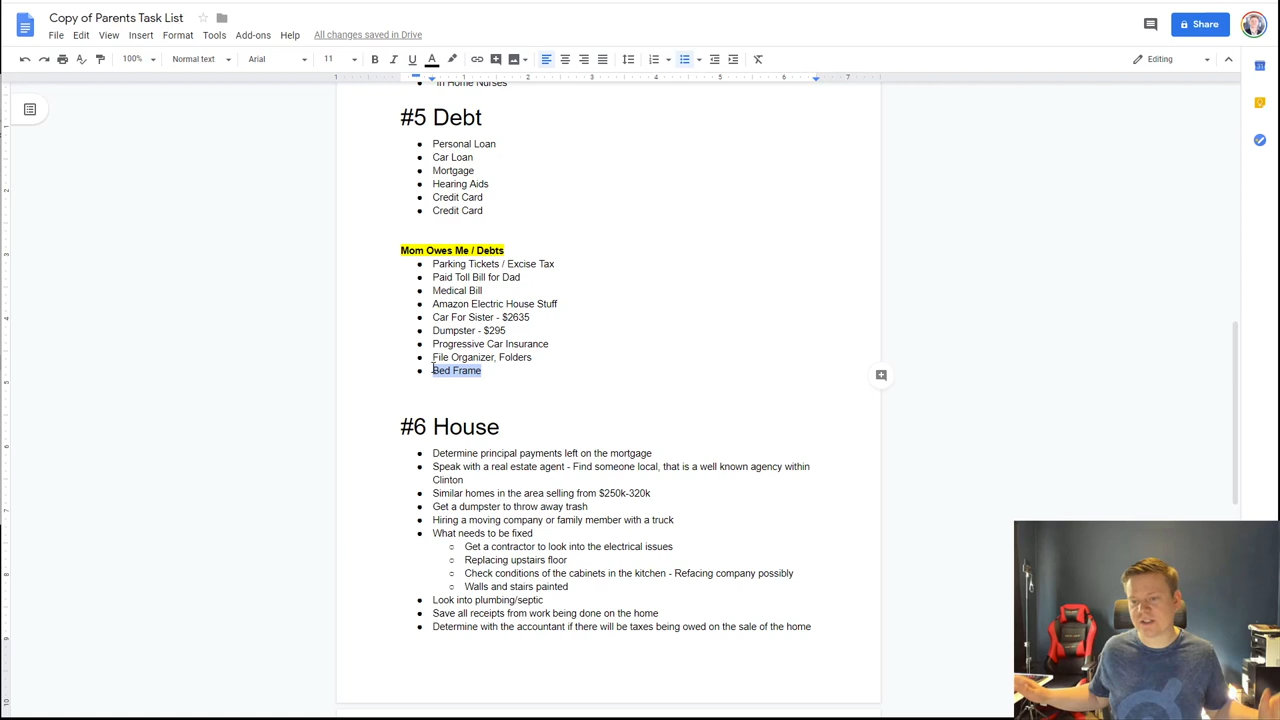 Copy of Parents Task List
File Edit View Insert Format Tools Add-ons Help All changes saved in Drive
Share
100% Normal text Arial 11 B I U A Editing
1 1 2 3 4 5 6 7
In Home Nurses
#5 Debt
Personal Loan
Car Loan
Mortgage
Hearing Aids
Credit Card
Credit Card
Mom Owes Me / Debts
Parking Tickets / Excise Tax
Paid Toll Bill for Dad
Medical Bill
Amazon Electric House Stuff
Car For Sister - $2635
Dumpster - $295
Progressive Car Insurance
File Organizer, Folders
Bed Frame
#6 House
Determine principal payments left on the mortgage
Speak with a real estate agent - Find someone local, that is a well known agency within
Clinton
Similar homes in the area selling from $250k-320k
Get a dumpster to throw away trash
Hiring a moving company or family member with a truck
What needs to be fixed
Get a contractor to look into the electrical issues
Replacing upstairs floor
Check conditions of the cabinets in the kitchen - Refacing company possibly
Walls and stairs painted
Look into plumbing/septic
Save all receipts from work being done on the home
Determine with the accountant if there will be taxes being owed on the sale of the home